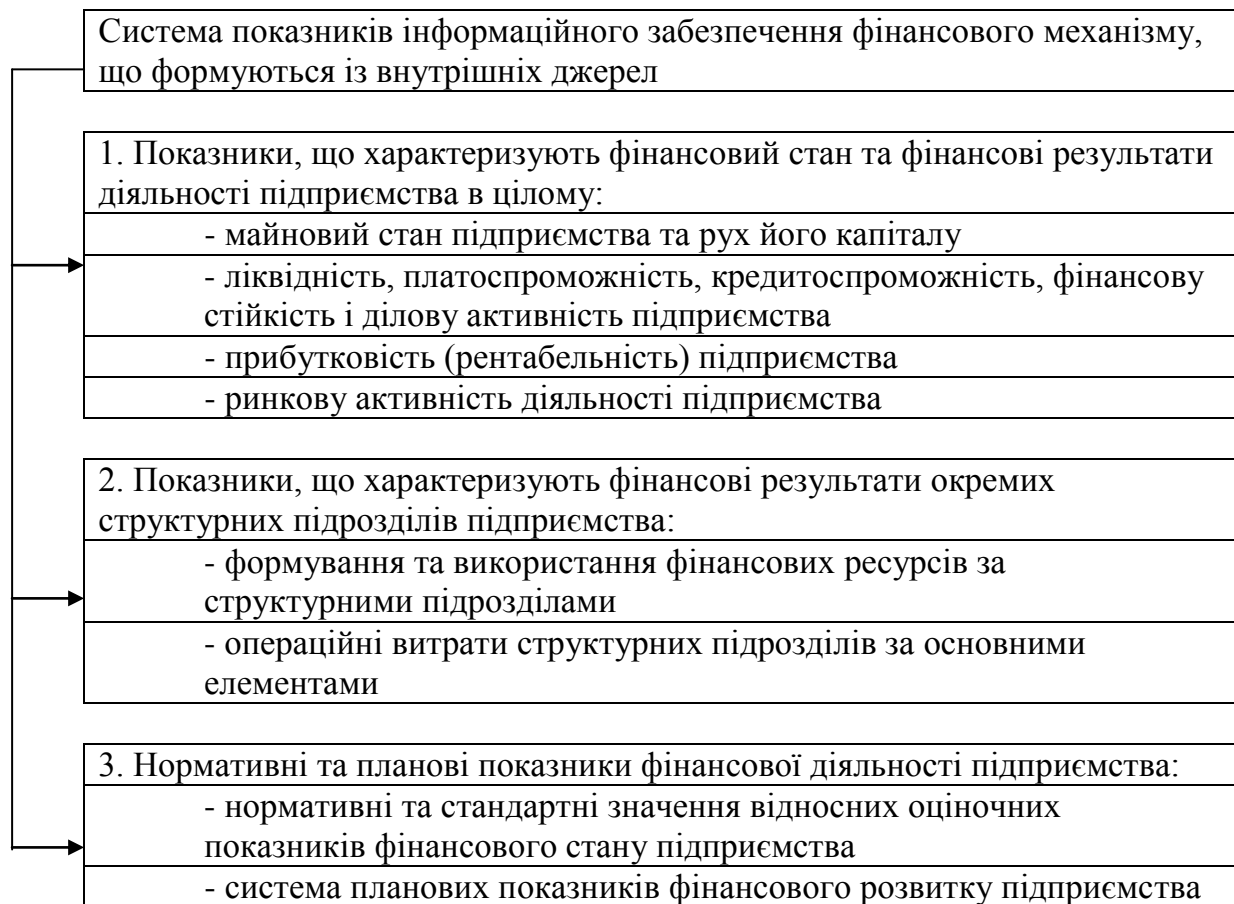 Система показників інформаційного забезпечення фінансового механізму,
що формуються із внутрішніх джерел
1. Показники, що характеризують фінансовий стан та фінансові результати
діяльності підприємства в цілому:
- майновий стан підприємства та рух його капіталу
- ліквідність, платоспроможність, кредитоспроможність, фінансову
стійкість і ділову активність підприємства
- прибутковість (рентабельність) підприємства
- ринкову активність діяльності підприємства
2. Показники, що характеризують фінансові результати окремих
структурних підрозділів підприємства:
- формування та використання фінансових ресурсів за
структурними підрозділами
- операційні витрати структурних підрозділів за основними
елементами
3. Нормативні та планові показники фінансової діяльності підприємства:
- нормативні та стандартні значення відносних оціночних
показників фінансового стану підприємства
- система планових показників фінансового розвитку підприємства